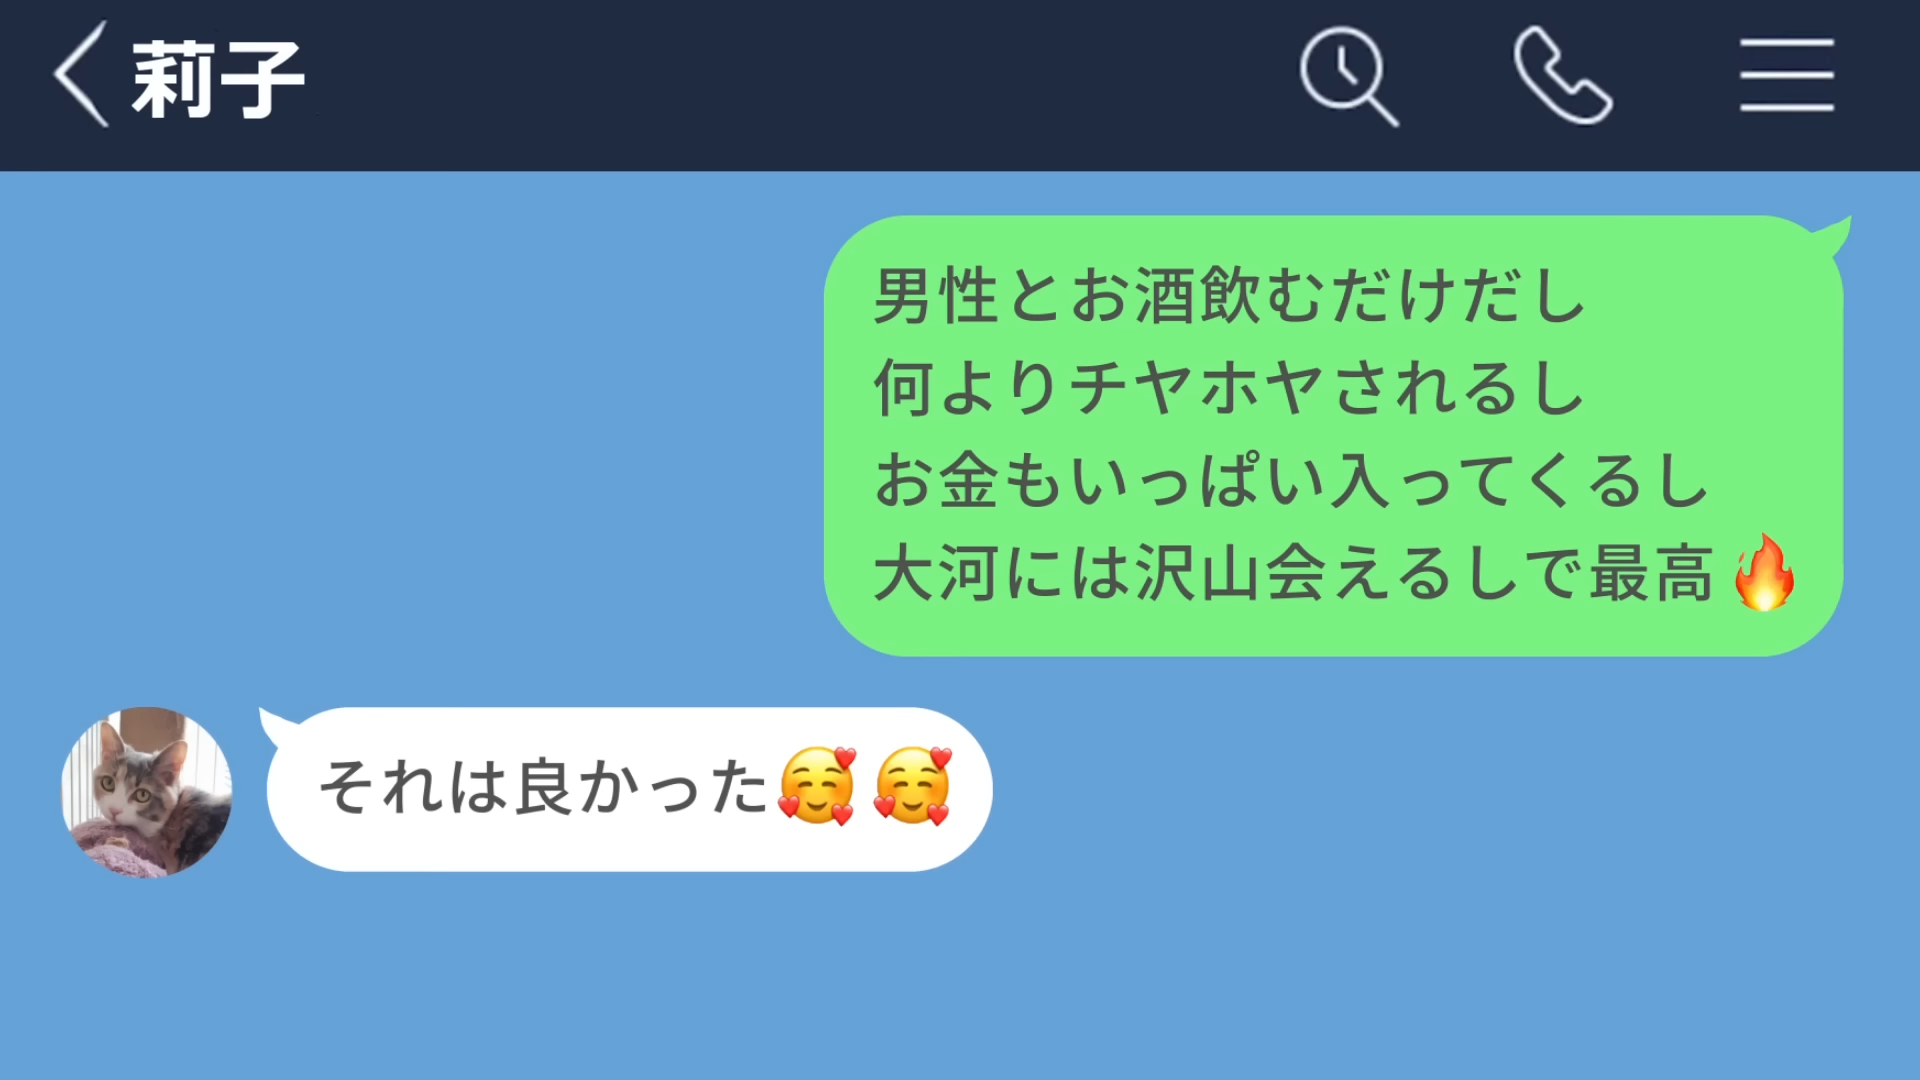 莉子
男性とお酒飲むだけだし
何よりチヤホヤされるし
お金もいっぱい入ってくるし
大河には沢山会えるしで最高🔥
それは良かった🥰🥰